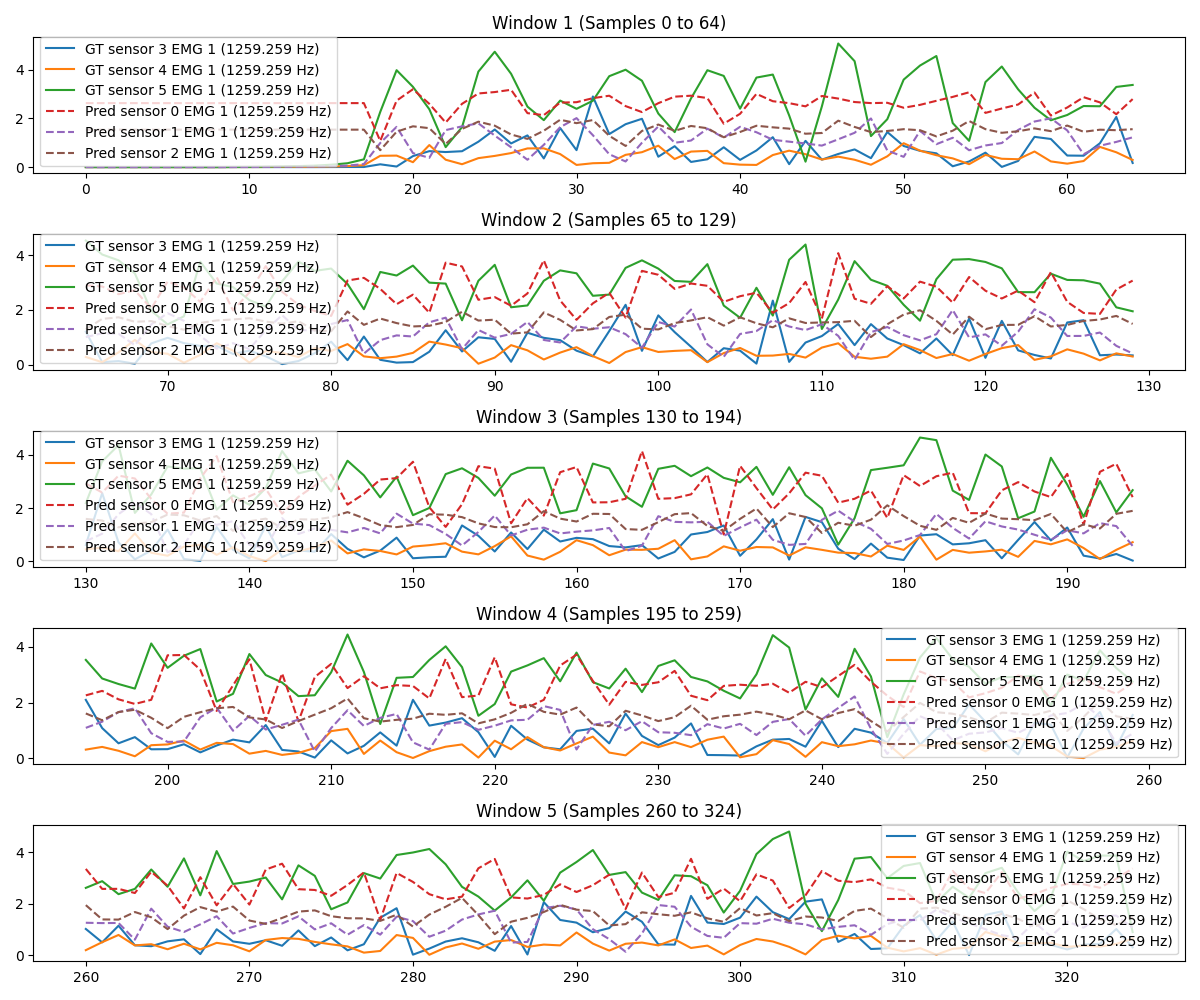 Window 1 (Samples 0 to 64)
GT sensor 3 EMG 1 (1259.259 Hz)
GT sensor 4 EMG 1 (1259.259 Hz)
GT sensor 5 EMG 1 (1259.259 Hz)
Pred sensor 0 EMG 1 (1259.259 Hz)
Pred sensor 1 EMG 1 (1259.259 Hz)
Pred sensor 2 EMG 1 (1259.259 Hz)
4
2
0
0 10 20 30 40 50 60
Window 2 (Samples 65 to 129)
GT sensor 3 EMG 1 (1259.259 Hz)
GT sensor 4 EMG 1 (1259.259 Hz)
GT sensor 5 EMG 1 (1259.259 Hz)
Pred sensor 0 EMG 1 (1259.259 Hz)
Pred sensor 1 EMG 1 (1259.259 Hz)
Pred sensor 2 EMG 1 (1259.259 Hz)
4
2
0
70 80 90 100 110 120 130
Window 3 (Samples 130 to 194)
GT sensor 3 EMG 1 (1259.259 Hz)
GT sensor 4 EMG 1 (1259.259 Hz)
GT sensor 5 EMG 1 (1259.259 Hz)
Pred sensor 0 EMG 1 (1259.259 Hz)
Pred sensor 1 EMG 1 (1259.259 Hz)
Pred sensor 2 EMG 1 (1259.259 Hz)
4
2
0
130 140 150 160 170 180 190
Window 4 (Samples 195 to 259)
GT sensor 3 EMG 1 (1259.259 Hz)
GT sensor 4 EMG 1 (1259.259 Hz)
GT sensor 5 EMG 1 (1259.259 Hz)
Pred sensor 0 EMG 1 (1259.259 Hz)
Pred sensor 1 EMG 1 (1259.259 Hz)
Pred sensor 2 EMG 1 (1259.259 Hz)
4
2
0
200 210 220 230 240 250 260
Window 5 (Samples 260 to 324)
GT sensor 3 EMG 1 (1259.259 Hz)
GT sensor 4 EMG 1 (1259.259 Hz)
GT sensor 5 EMG 1 (1259.259 Hz)
Pred sensor 0 EMG 1 (1259.259 Hz)
Pred sensor 1 EMG 1 (1259.259 Hz)
Pred sensor 2 EMG 1 (1259.259 Hz)
4
2
0
260 270 280 290 300 310 320